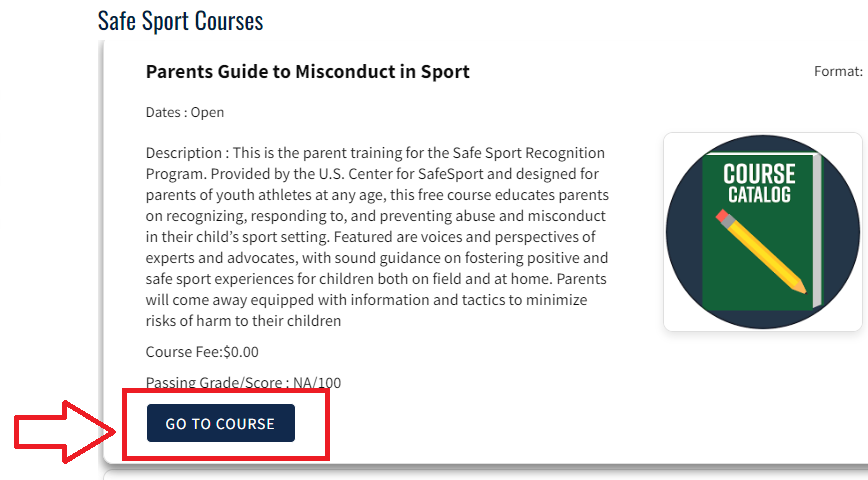 Safe Sport Courses
Parents Guide to Misconduct in Sport
Format:
Dates : Open
Description : This is the parent training for the Safe Sport Recognition
Program. Provided by the U.S. Center for SafeSport and designed for
parents of youth athletes at any age, this free course educates parents
on recognizing, responding to, and preventing abuse and misconduct
in their child’s sport setting. Featured are voices and perspectives of
experts and advocates, with sound guidance on fostering positive and
safe sport experiences for children both on field and at home. Parents
will come away equipped with information and tactics to minimize
risks of harm to their children
COURSE
CATALOG
Course Fee:$0.00
Passing Grade/Score : NA/100
GO TO COURSE